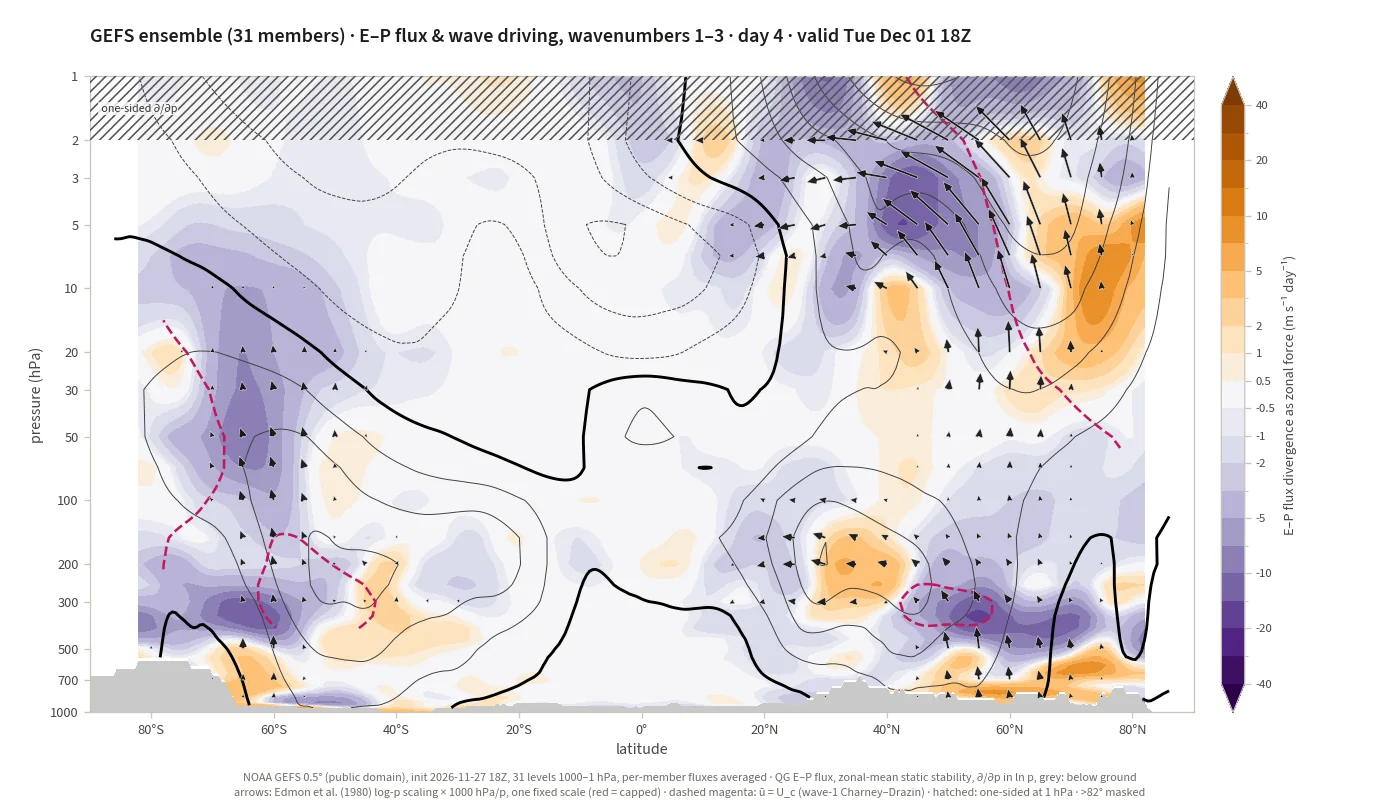 GEFS ensemble (31 members) · E–P flux & wave driving, wavenumbers 1–3 · day 4 · valid Tue Dec 01 18Z
one-sided ∂/∂p
1
2
3
5
10
20
30
50
100
200
300
500
700
1000
pressure (hPa)
80°S
60°S
40°S
20°S
0°
20°N
40°N
60°N
80°N
latitude
40
20
10
5
2
1
0.5
-0.5
-1
-2
-5
-10
-20
-40
E–P flux divergence as zonal force (m s⁻¹ day⁻¹)
NOAA GEFS 0.5° (public domain), init 2026-11-27 18Z, 31 levels 1000–1 hPa, per-member fluxes averaged · QG E–P flux, zonal-mean static stability, ∂/∂p in ln p, grey: below ground
arrows: Edmon et al. (1980) log-p scaling × 1000 hPa/p, one fixed scale (red = capped) · dashed magenta: ū = U_c (wave-1 Charney–Drazin) · hatched: one-sided at 1 hPa · >82° masked